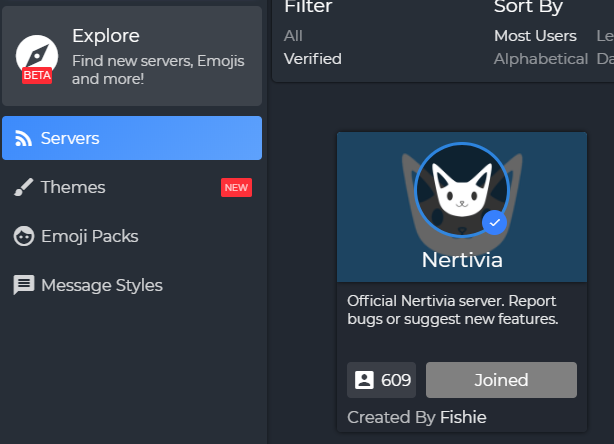 Explore
Find new servers, Emojis
and more!
BETA
Servers
Themes
NEW
Emoji Packs
Message Styles
Filter
All
Verified
Sort By
Most Users
Alphabetical
Nertivia
Official Nertivia server. Report
bugs or suggest new features.
609
Joined
Created By Fishie